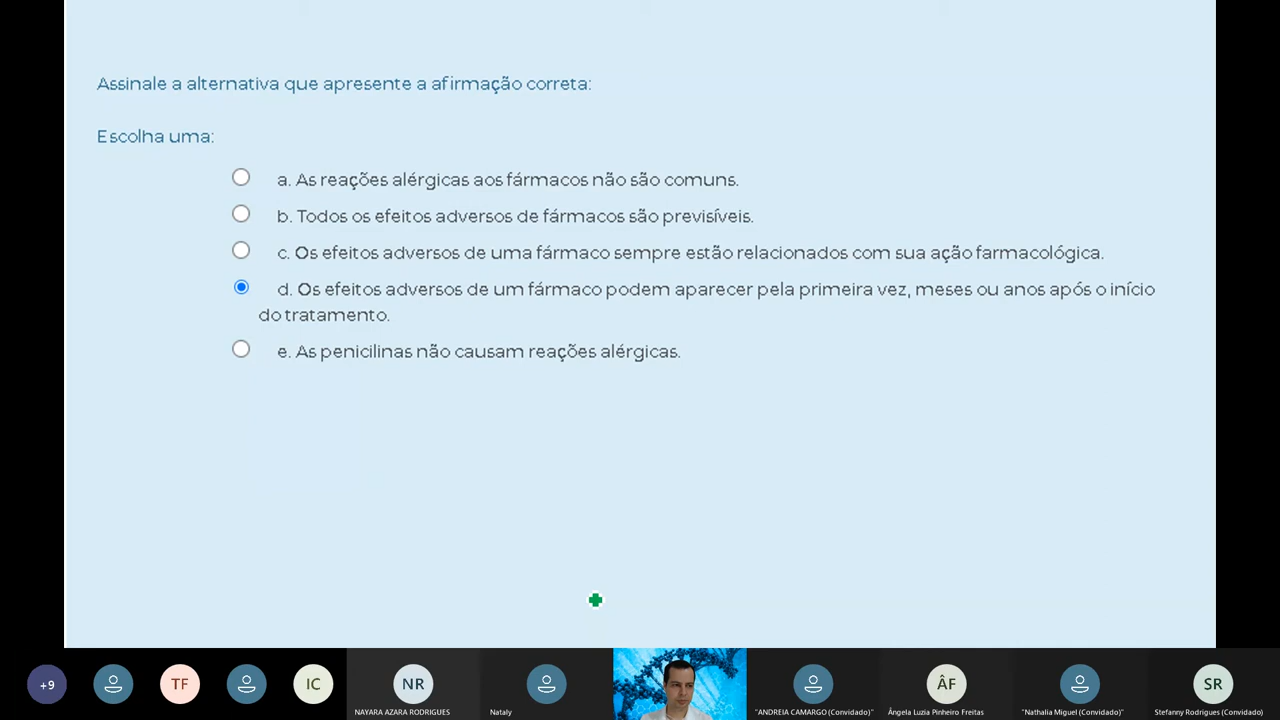 Assinale a alternativa que apresente a afirmação correta:
Escolha uma:
a. As reações alérgicas aos fármacos não são comuns.
b. Todos os efeitos adversos de fármacos são previsíveis.
c. Os efeitos adversos de uma fármaco sempre estão relacionados com sua ação farmacológica.
d. Os efeitos adversos de um fármaco podem aparecer pela primeira vez, meses ou anos após o início
do tratamento.
e. As penicilinas não causam reações alérgicas.
+9
TF
IC
NR
ÂF
SR
NAYARA AZARA RODRIGUES
Nataly
"ANDREIA CAMARGO (Convidado)"
Ângela Luzia Pinheiro Freitas
"Nathalia Miguel (Convidado)"
Stefanny Rodrigues (Convidado)